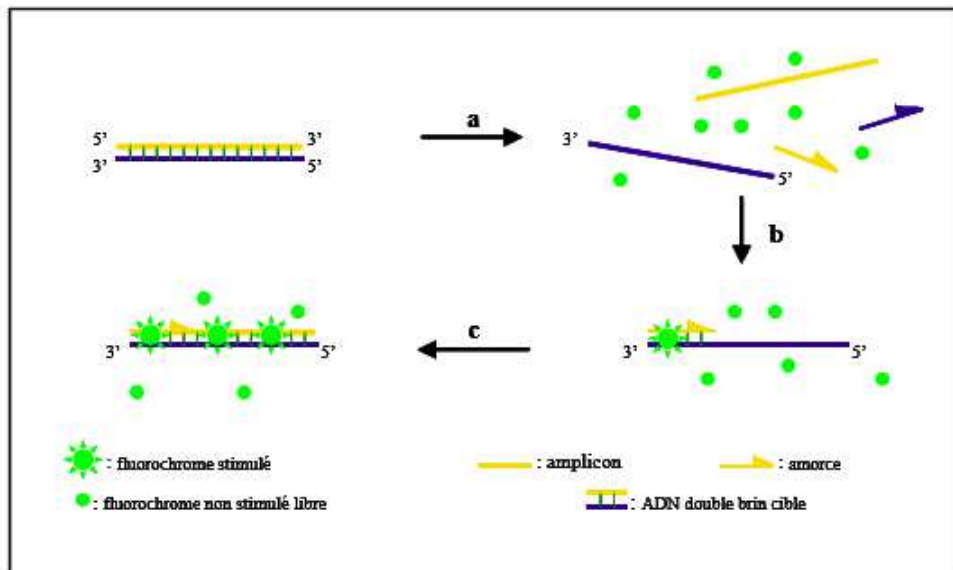 5' 3'
3' 5'
a
3'
5'
b
3' 5'
c
3' 5'
: fluorochrome stimulé : amplicon : amorce
: fluorochrome non stimulé libre : ADN double brin cible